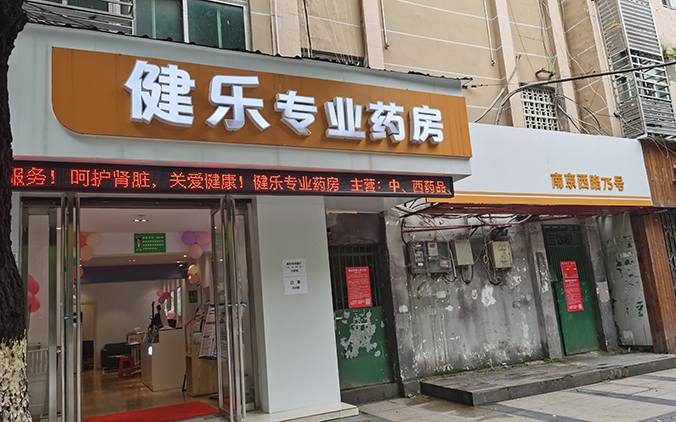 健乐专业药房
服务！呵护肾脏，关爱健康！健乐专业药房 主营：中、西药品
南京西路75号